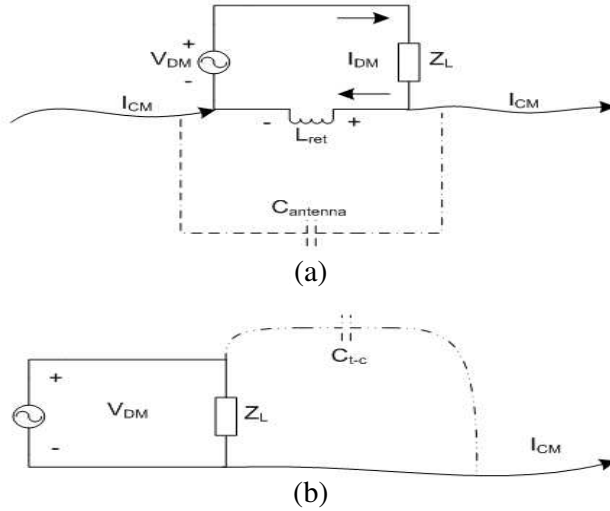 +
V_DM
-
I_DM
Z_L
I_CM
I_CM
-
+
L_ret
C_antenna
(a)
C_t-c
+
V_DM
-
Z_L
I_CM
(b)